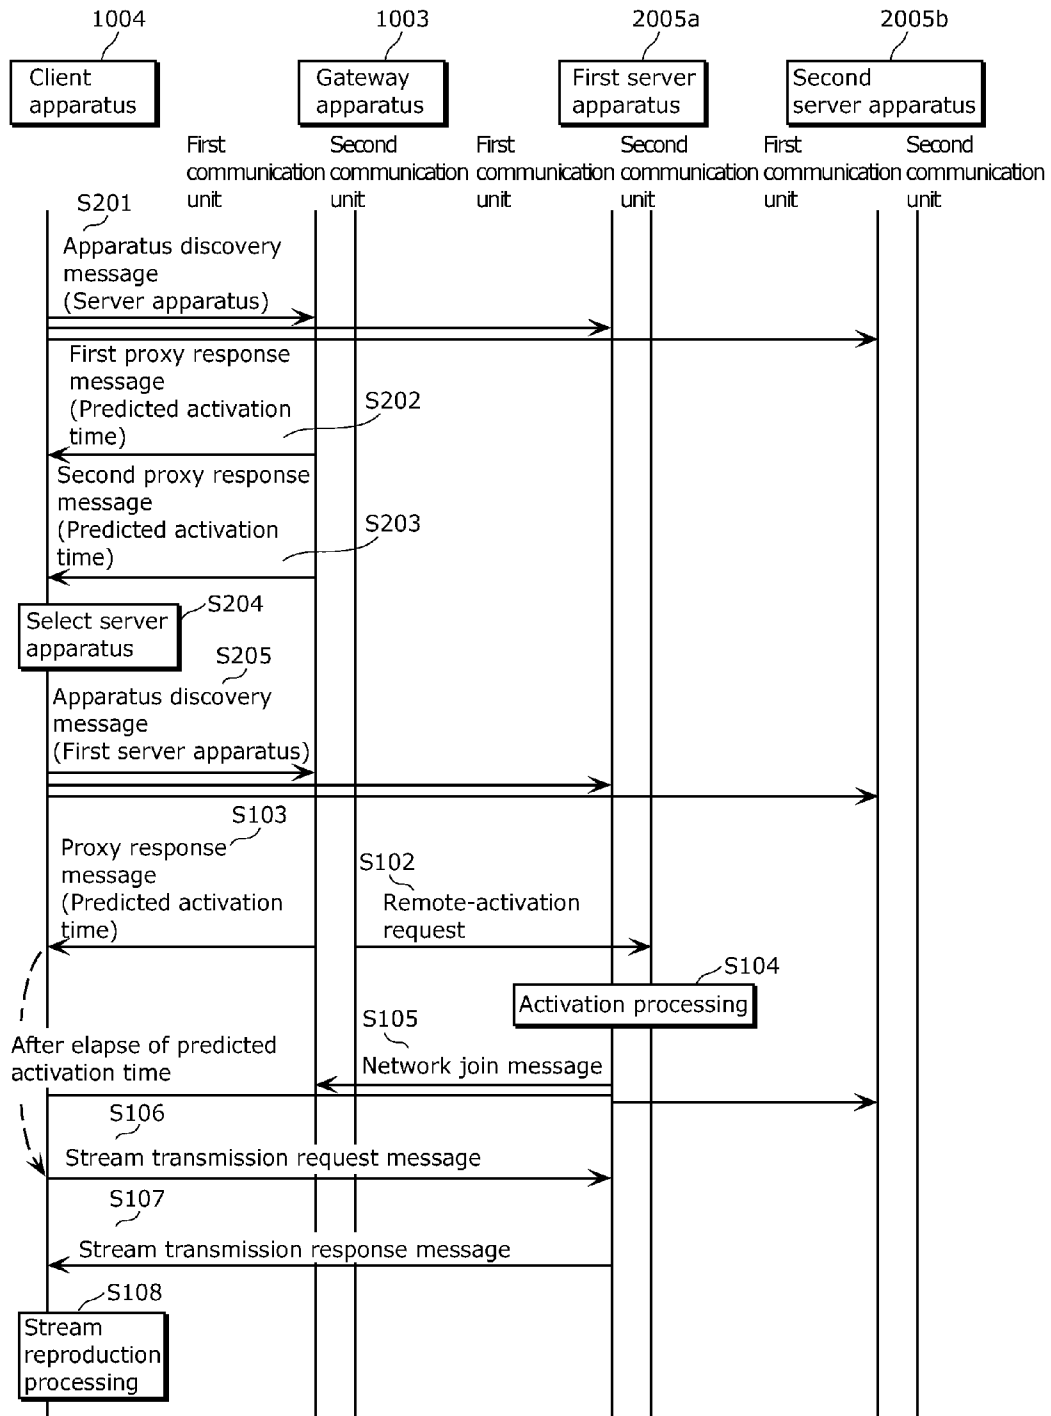 1004
1003
2005a
2005b
Client
apparatus
Gateway
apparatus
First server
apparatus
Second
server apparatus
First
communication
unit
Second
communication
unit
First
communication
unit
Second
communication
unit
First
communication
unit
Second
communication
unit
S201
Apparatus discovery
message
(Server apparatus)
First proxy response
message
(Predicted activation
time)
S202
Second proxy response
message
(Predicted activation
time)
S203
S204
Select server
apparatus
S205
Apparatus discovery
message
(First server apparatus)
S103
Proxy response
message
(Predicted activation
time)
S102
Remote-activation
request
S104
Activation processing
S105
Network join message
After elapse of predicted
activation time
S106
Stream transmission request message
S107
Stream transmission response message
S108
Stream
reproduction
processing